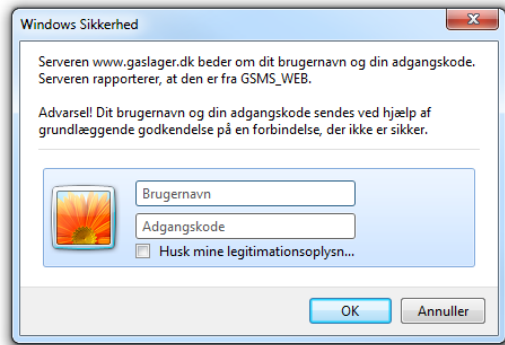 Windows Sikkerhed
Serveren www.gaslager.dk beder om dit brugernavn og din adgangskode.
Serveren rapporterer, at den er fra GSMS_WEB.
Advarsel! Dit brugernavn og din adgangskode sendes ved hjælp af
grundlæggende godkendelse på en forbindelse, der ikke er sikker.
Brugernavn
Adgangskode
Husk mine legitimationsoplysn...
OK
Annuller